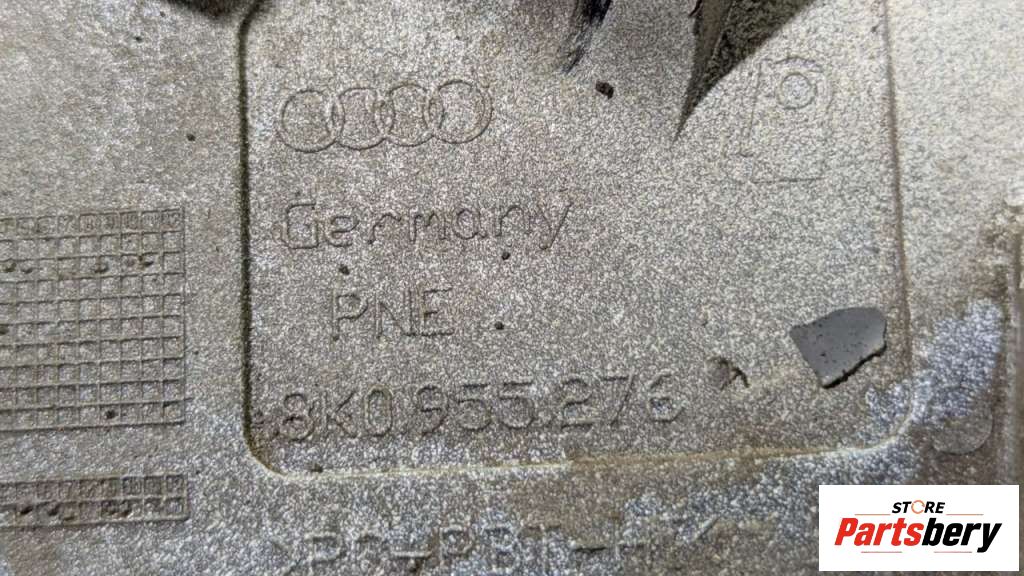 Germany
PNE
8K0.955.276
STORE
Partsbery